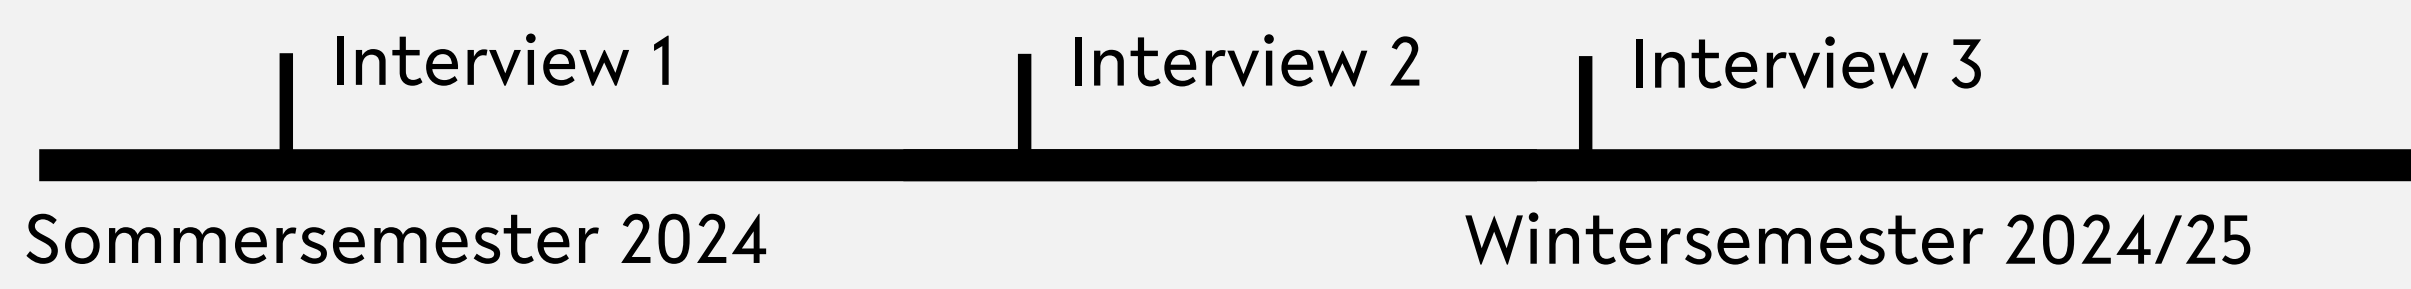 Interview 1 Interview 2 Interview 3
Sommersemester 2024 Wintersemester 2024/25